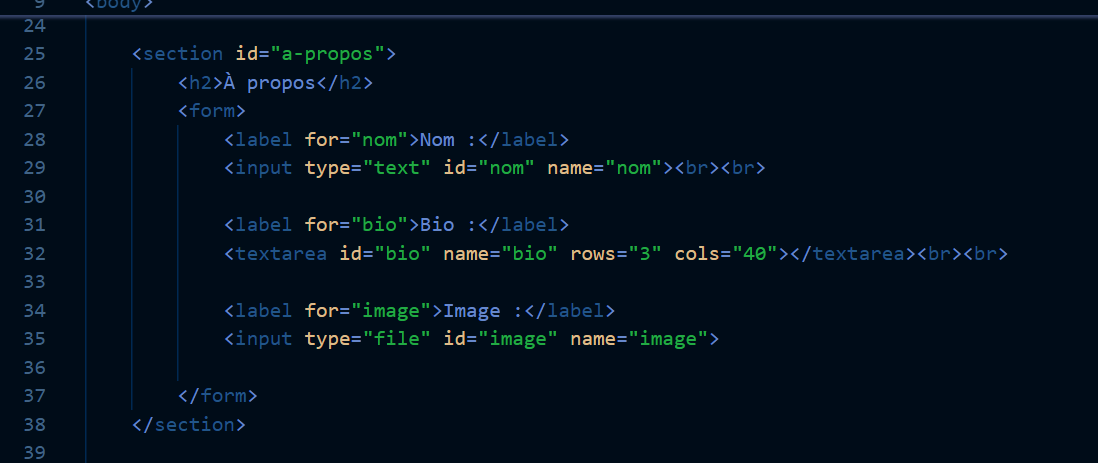 9 <body>
24
25 <section id="a-propos">
26 <h2>À propos</h2>
27 <form>
28 <label for="nom">Nom :</label>
29 <input type="text" id="nom" name="nom"><br><br>
30
31 <label for="bio">Bio :</label>
32 <textarea id="bio" name="bio" rows="3" cols="40"></textarea><br><br>
33
34 <label for="image">Image :</label>
35 <input type="file" id="image" name="image">
36
37 </form>
38 </section>
39